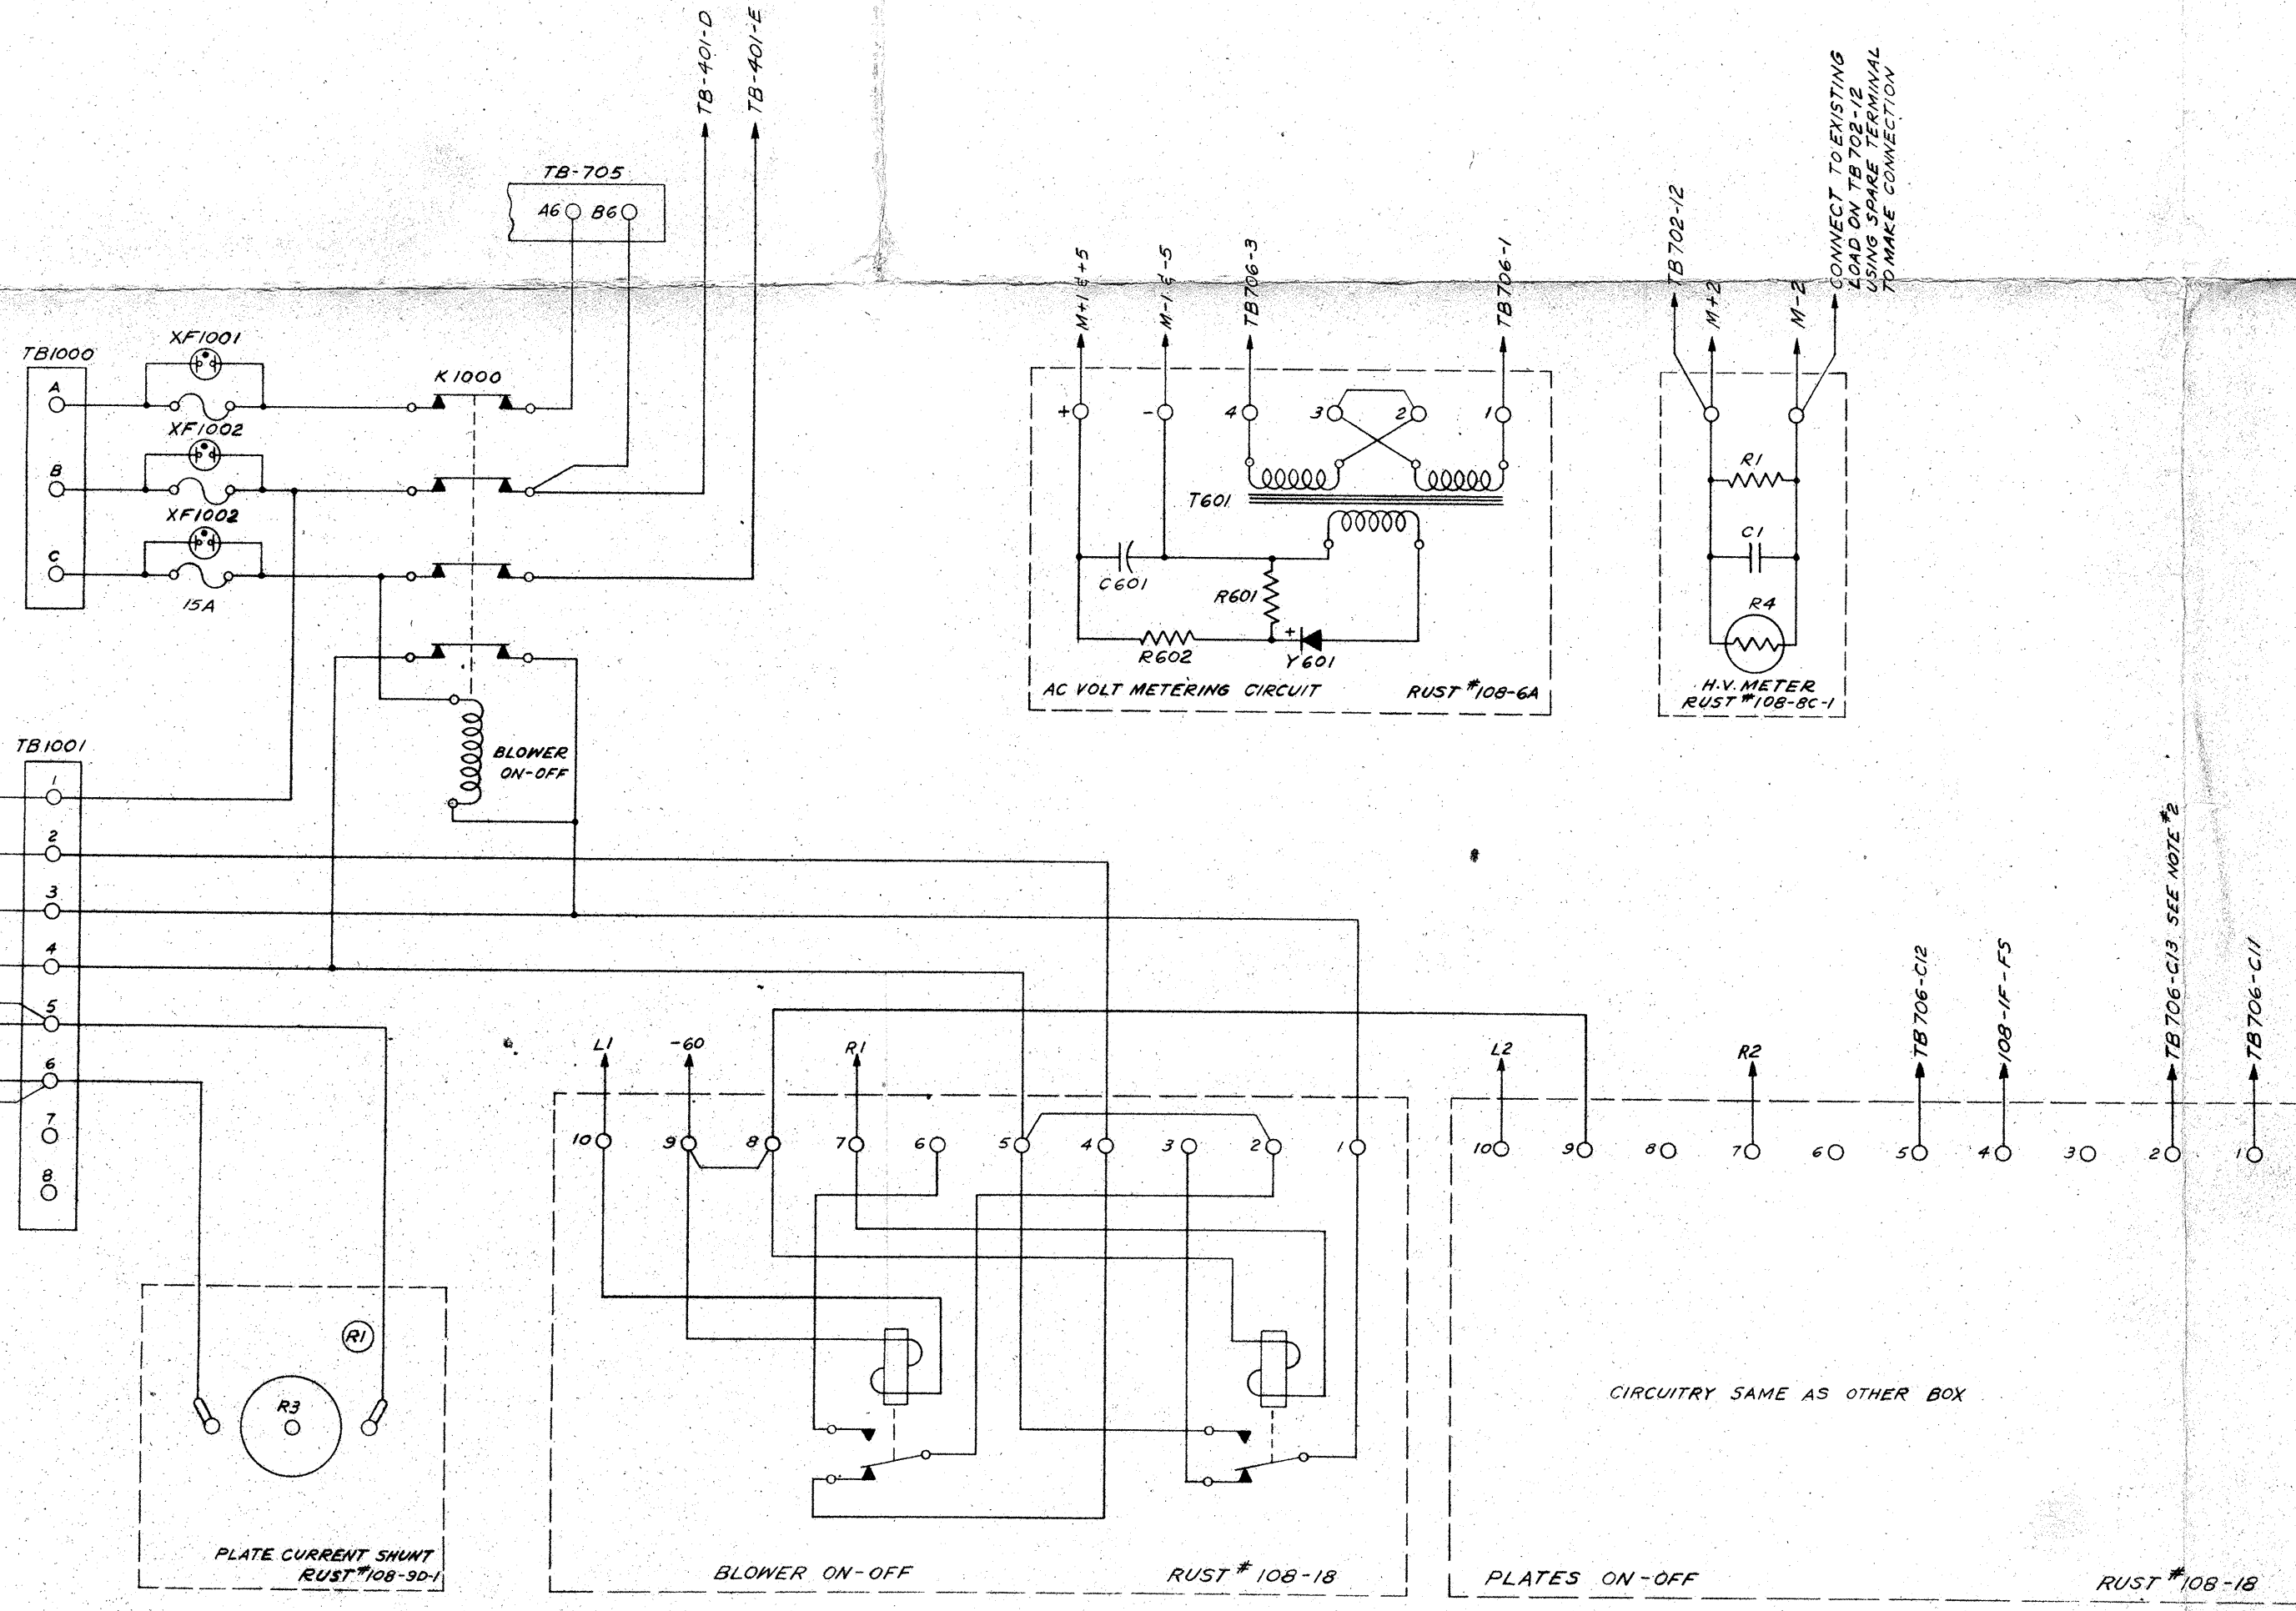 TB-401-D
TB-401-E
TB-705
A6 B6
TB1000
A
B
C
XF1001
XF1002
XF1002
15A
K1000
BLOWER
ON-OFF
M+1 & +5
M-1 & -5
TB706-3
TB706-1
+ - 4 3 2 1
T601
C601
R601
R602
+
Y601
AC VOLT METERING CIRCUIT RUST #108-6A
TB702-12
M+2
M-2
CONNECT TO EXISTING
LOAD ON TB702-12
USING SPARE TERMINAL
TO MAKE CONNECTION
R1
C1
R4
H.V. METER
RUST #108-8C-1
TB1001
1
2
3
4
5
6
7
8
R1
R3
PLATE CURRENT SHUNT
RUST #108-9D-1
L1
-60
R1
10 9 8 7 6 5 4 3 2 1
BLOWER ON-OFF RUST # 108-18
L2
R2
TB706-C12
108-1F-FS
TB706-C13 SEE NOTE #2
TB706-C11
10 9 8 7 6 5 4 3 2 1
CIRCUITRY SAME AS OTHER BOX
PLATES ON-OFF RUST #108-18